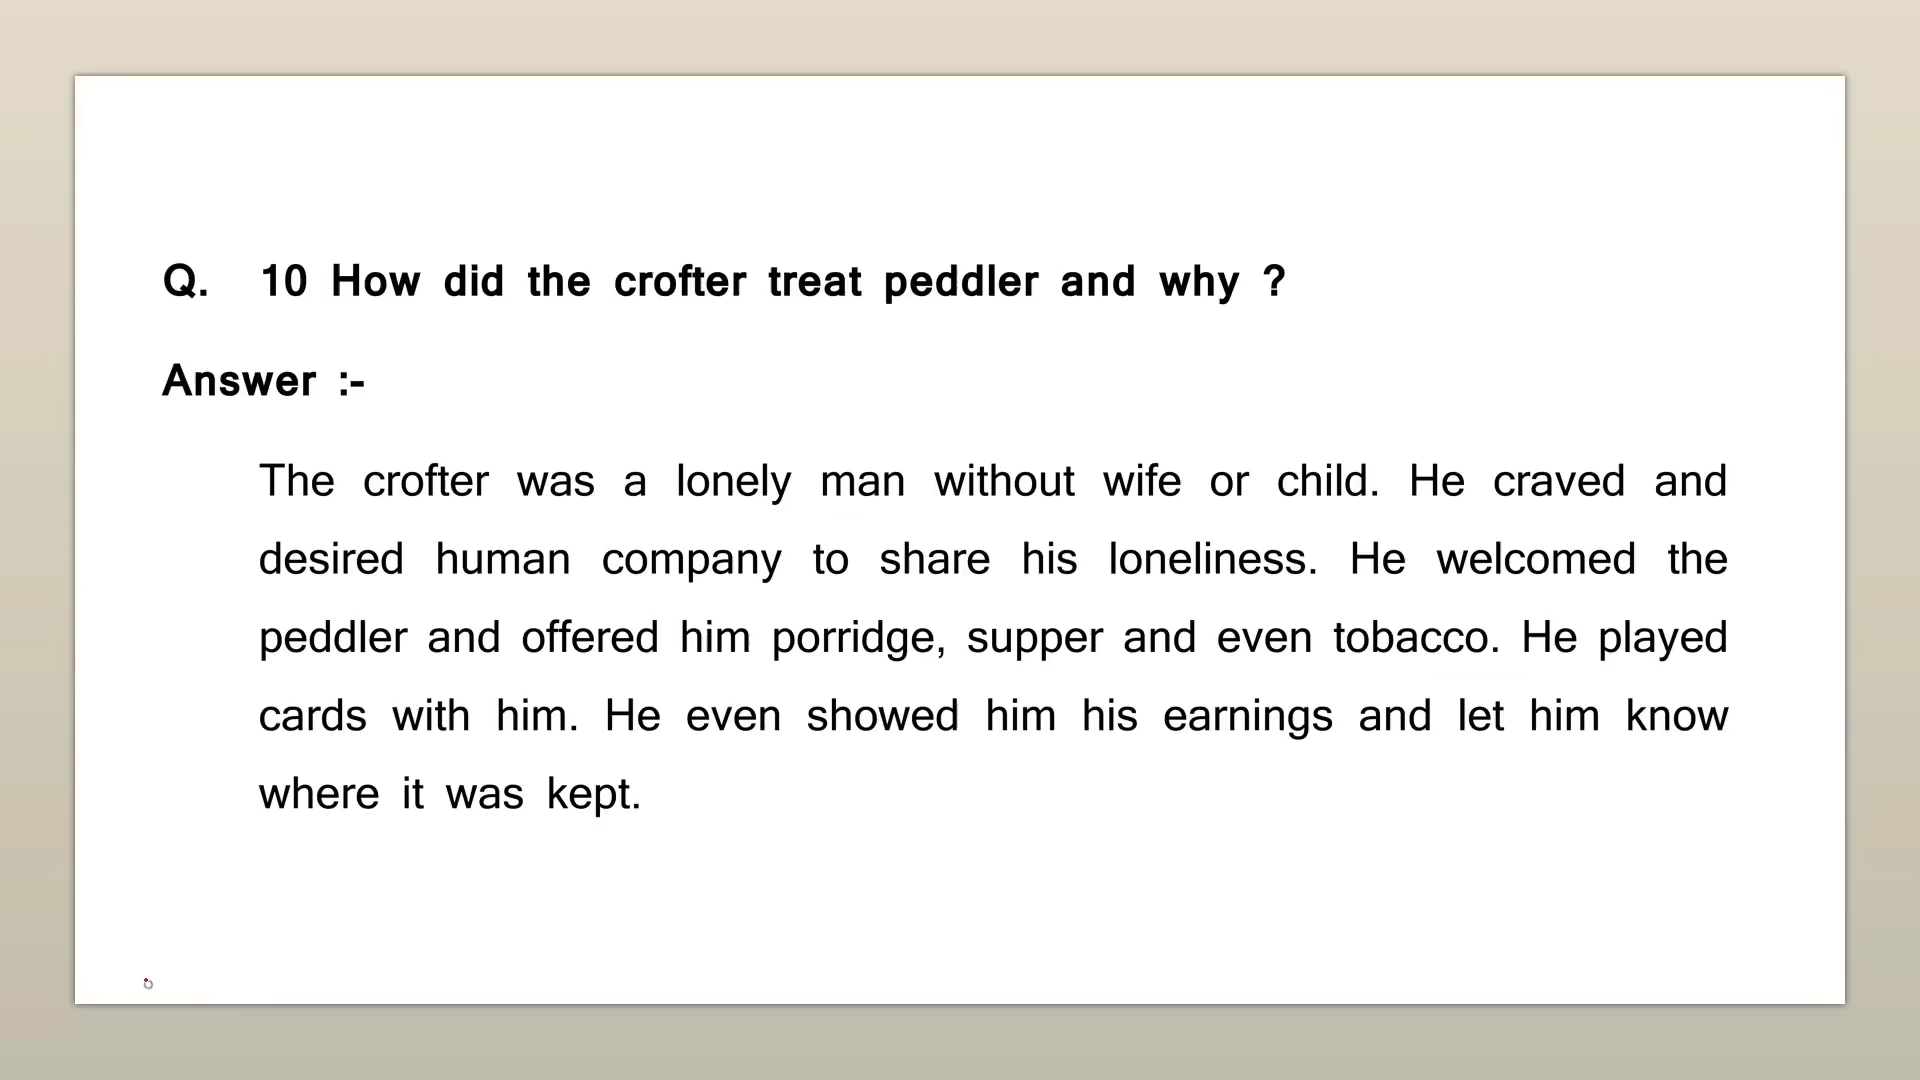 Q. 10 How did the crofter treat peddler and why ?
Answer :-
The crofter was a lonely man without wife or child. He craved and
desired human company to share his loneliness. He welcomed the
peddler and offered him porridge, supper and even tobacco. He played
cards with him. He even showed him his earnings and let him know
where it was kept.